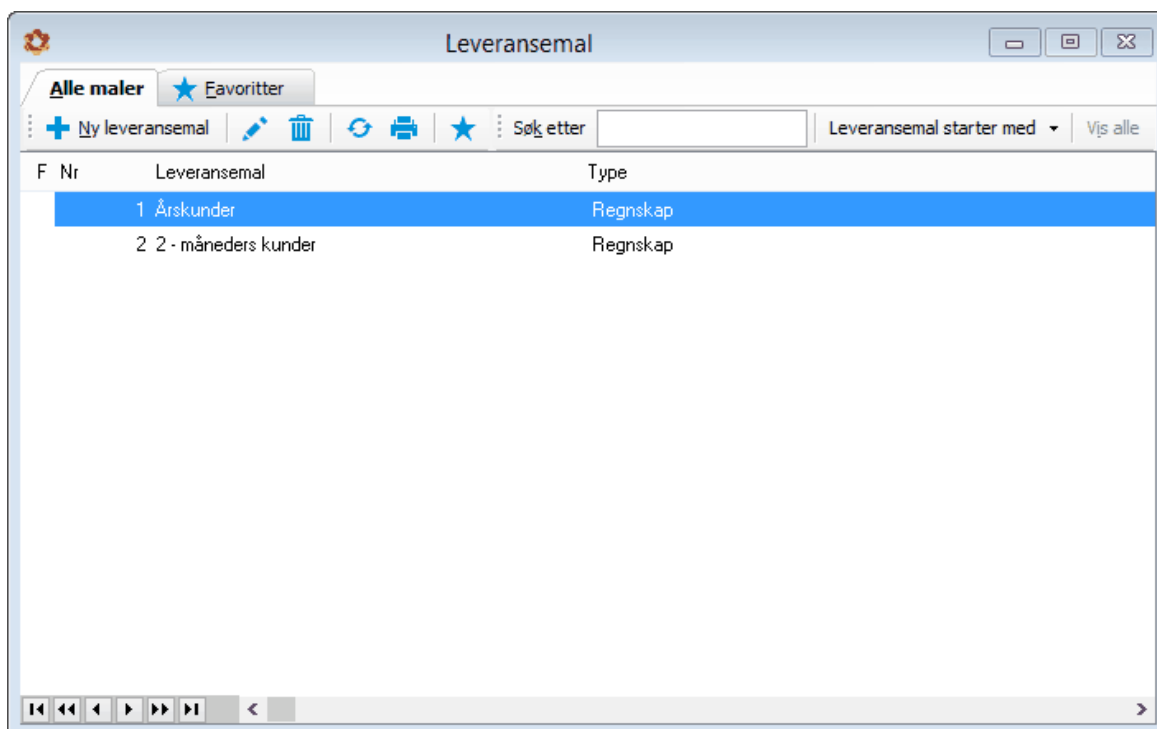 Leveransemal
Alle maler Favoritter
Ny leveransemal Søk etter Leveransemal starter med Vis alle
F Nr Leveransemal Type
1 Årskunder Regnskap
2 2 - måneders kunder Regnskap